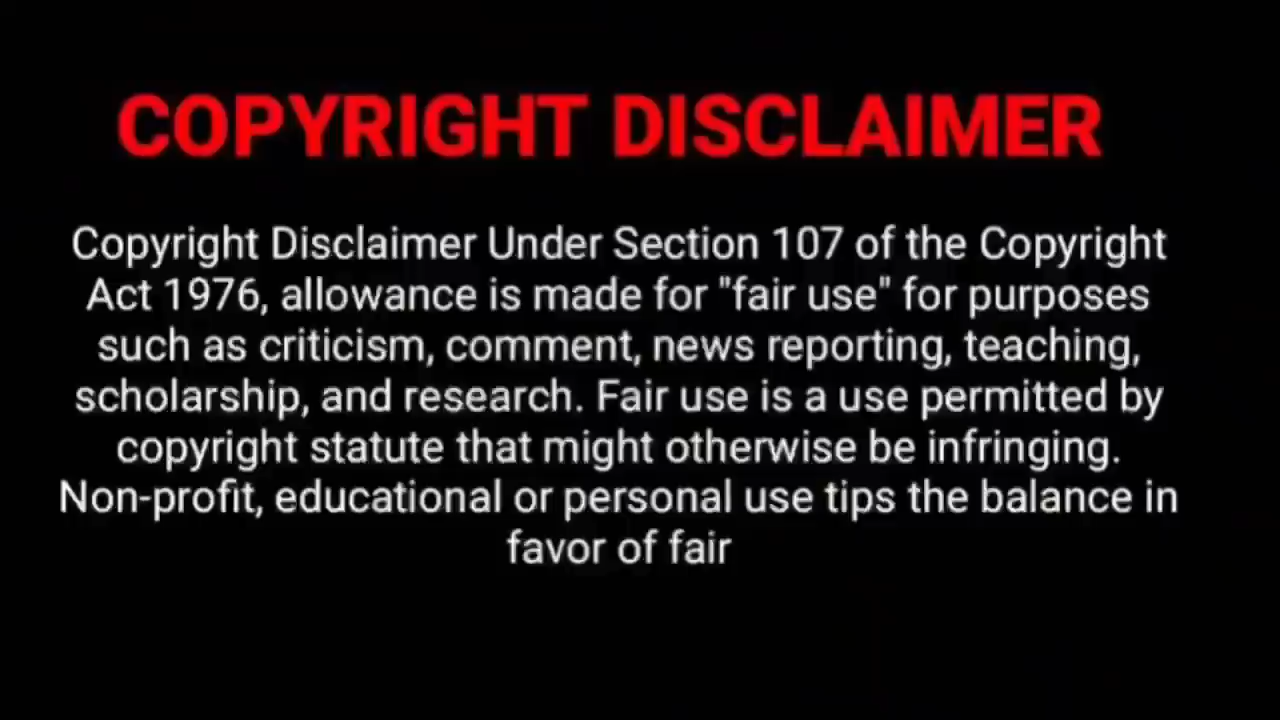 COPYRIGHT DISCLAIMER
Copyright Disclaimer Under Section 107 of the Copyright
Act 1976, allowance is made for "fair use" for purposes
such as criticism, comment, news reporting, teaching,
scholarship, and research. Fair use is a use permitted by
copyright statute that might otherwise be infringing.
Non-profit, educational or personal use tips the balance in
favor of fair